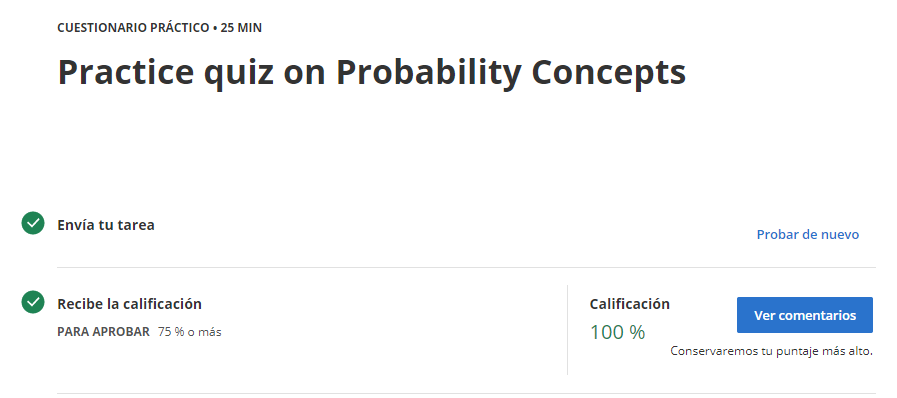 CUESTIONARIO PRÁCTICO • 25 MIN
Practice quiz on Probability Concepts
Envía tu tarea
Probar de nuevo
Recibe la calificación
PARA APROBAR 75 % o más
Calificación
100 %
Ver comentarios
Conservaremos tu puntaje más alto.